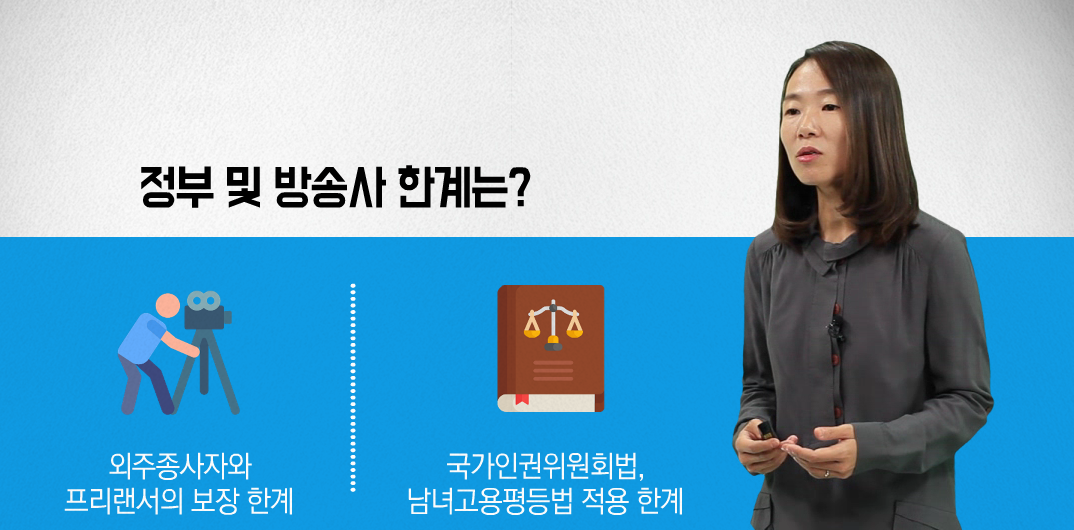 정부 및 방송사 한계는?
외주종사자와
프리랜서의 보장 한계
국가인권위원회법,
남녀고용평등법 적용 한계